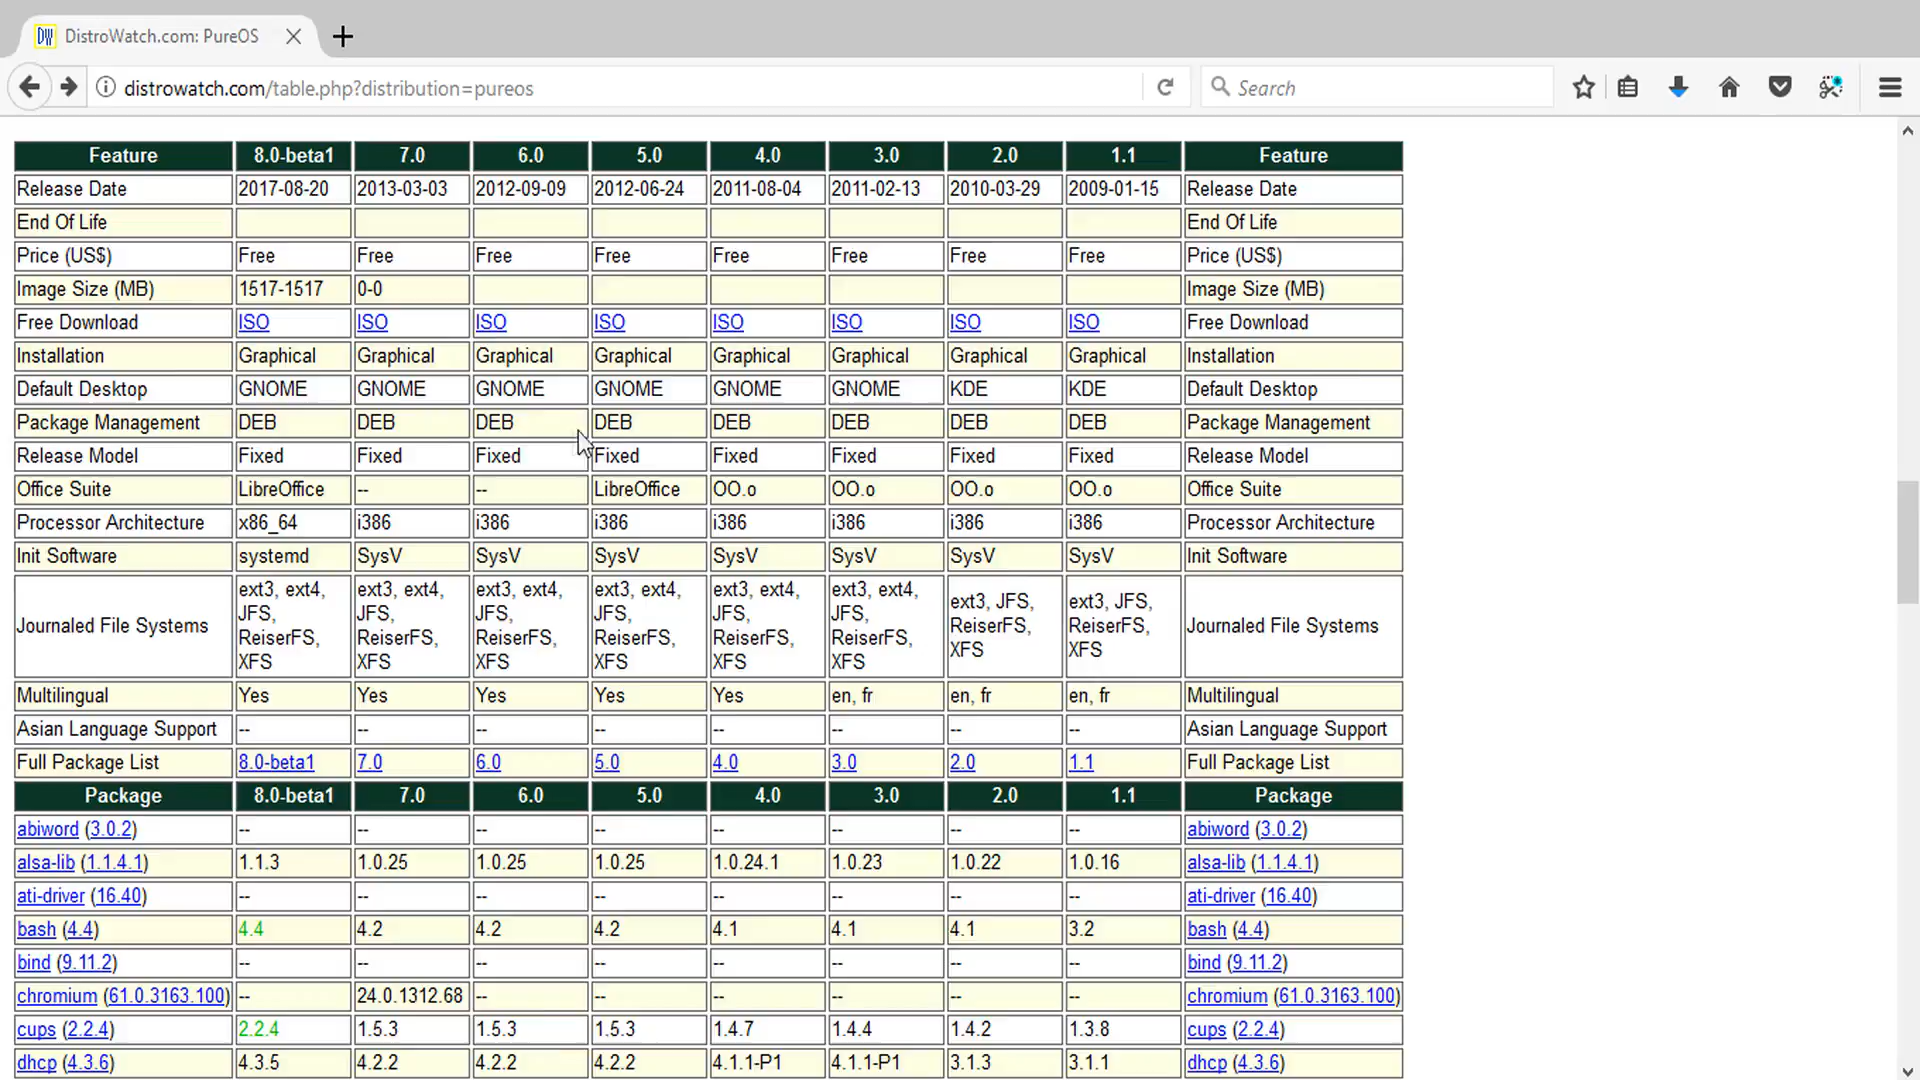 DistroWatch.com: PureOS
distrowatch.com/table.php?distribution=pureos Search
Feature 8.0-beta1 7.0 6.0 5.0 4.0 3.0 2.0 1.1 Feature
Release Date 2017-08-20 2013-03-03 2012-09-09 2012-06-24 2011-08-04 2011-02-13 2010-03-29 2009-01-15 Release Date
End Of Life End Of Life
Price (US$) Free Free Free Free Free Free Free Free Price (US$)
Image Size (MB) 1517-1517 0-0 Image Size (MB)
Free Download ISO ISO ISO ISO ISO ISO ISO ISO Free Download
Installation Graphical Graphical Graphical Graphical Graphical Graphical Graphical Graphical Installation
Default Desktop GNOME GNOME GNOME GNOME GNOME GNOME KDE KDE Default Desktop
Package Management DEB DEB DEB DEB DEB DEB DEB DEB Package Management
Release Model Fixed Fixed Fixed Fixed Fixed Fixed Fixed Fixed Release Model
Office Suite LibreOffice -- -- LibreOffice OO.o OO.o OO.o OO.o Office Suite
Processor Architecture x86_64 i386 i386 i386 i386 i386 i386 i386 Processor Architecture
Init Software systemd SysV SysV SysV SysV SysV SysV SysV Init Software
ext3, ext4, ext3, ext4, ext3, ext4, ext3, ext4, ext3, ext4, ext3, ext4, ext3, JFS, ext3, JFS,
JFS, JFS, JFS, JFS, JFS, JFS, ReiserFS, ReiserFS,
Journaled File Systems ReiserFS, ReiserFS, ReiserFS, ReiserFS, ReiserFS, ReiserFS, XFS XFS Journaled File Systems
XFS XFS XFS XFS XFS XFS
Multilingual Yes Yes Yes Yes Yes en, fr en, fr en, fr Multilingual
Asian Language Support -- -- -- -- -- -- -- -- Asian Language Support
Full Package List 8.0-beta1 7.0 6.0 5.0 4.0 3.0 2.0 1.1 Full Package List
Package 8.0-beta1 7.0 6.0 5.0 4.0 3.0 2.0 1.1 Package
abiword (3.0.2) -- -- -- -- -- -- -- -- abiword (3.0.2)
alsa-lib (1.1.4.1) 1.1.3 1.0.25 1.0.25 1.0.25 1.0.24.1 1.0.23 1.0.22 1.0.16 alsa-lib (1.1.4.1)
ati-driver (16.40) -- -- -- -- -- -- -- -- ati-driver (16.40)
bash (4.4) 4.4 4.2 4.2 4.2 4.1 4.1 4.1 3.2 bash (4.4)
bind (9.11.2) -- -- -- -- -- -- -- -- bind (9.11.2)
chromium (61.0.3163.100) -- 24.0.1312.68 -- -- -- -- -- -- chromium (61.0.3163.100)
cups (2.2.4) 2.2.4 1.5.3 1.5.3 1.5.3 1.4.7 1.4.4 1.4.2 1.3.8 cups (2.2.4)
dhcp (4.3.6) 4.3.5 4.2.2 4.2.2 4.2.2 4.1.1-P1 4.1.1-P1 3.1.3 3.1.1 dhcp (4.3.6)